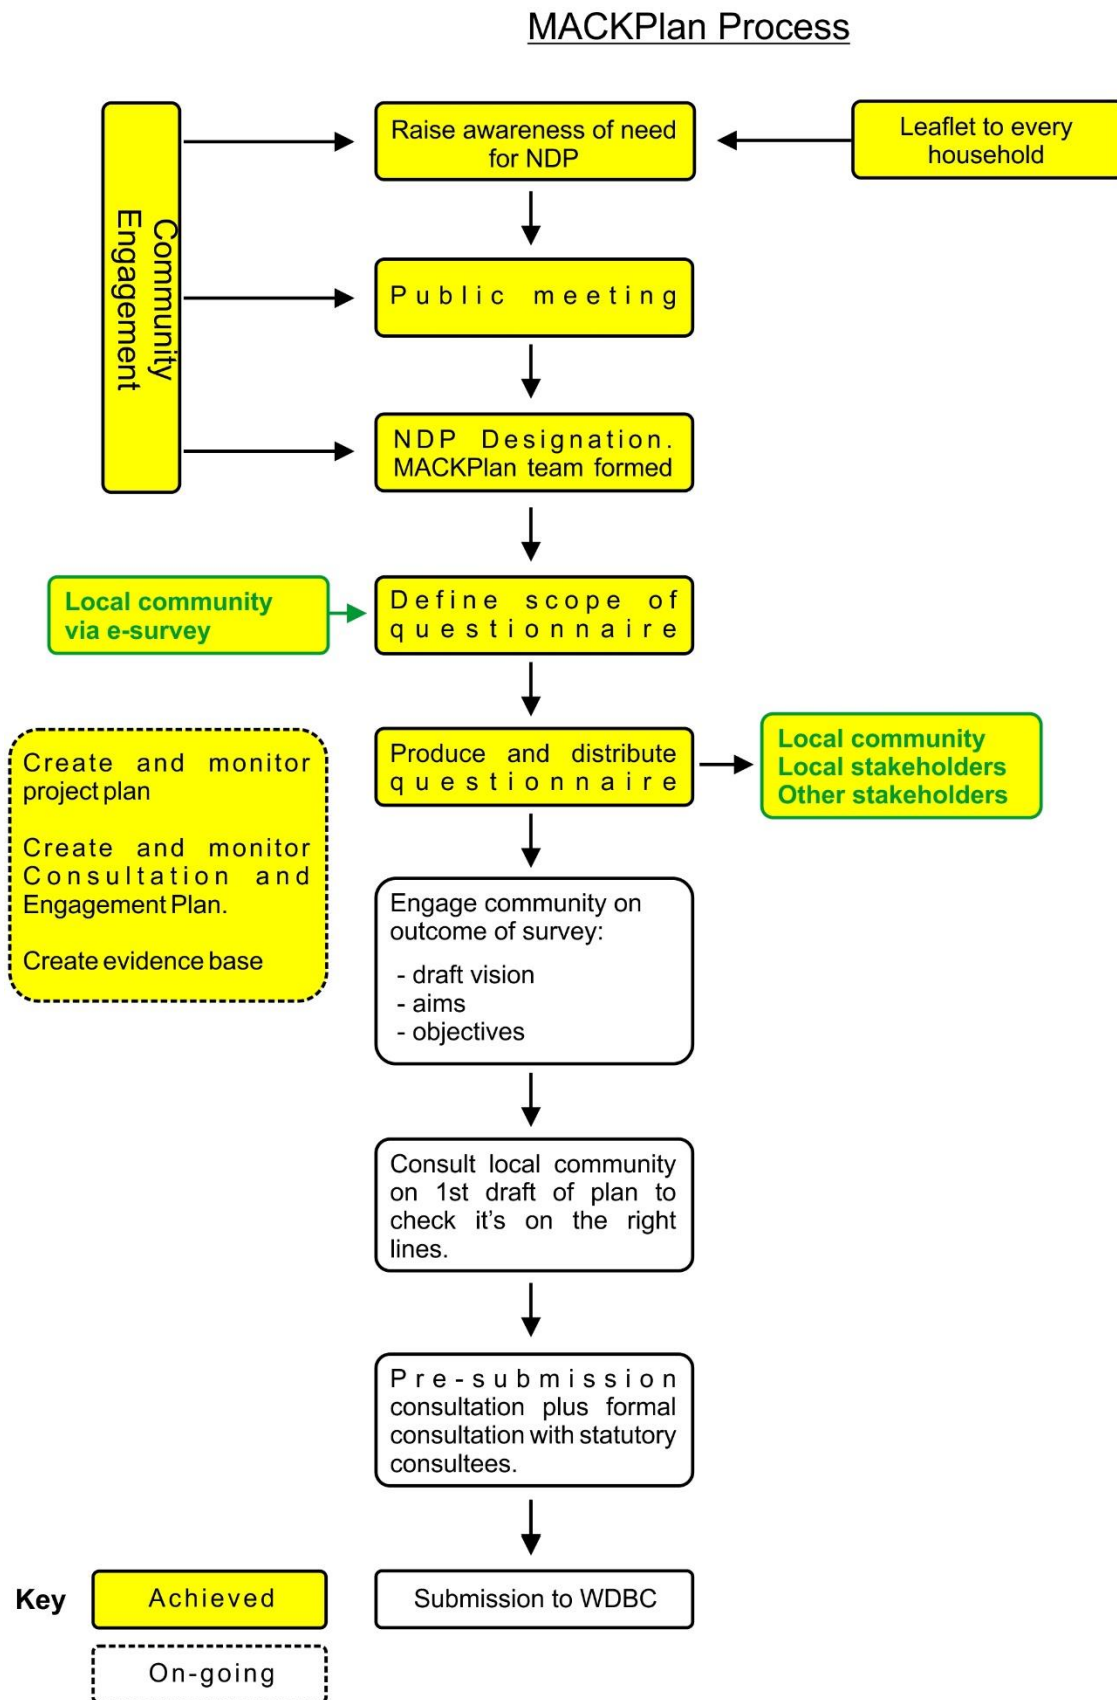 MACKPlan Process
Community
Engagement
Raise awareness of need
for NDP
Leaflet to every
household
Public meeting
NDP Designation.
MACKPlan team formed
Local community
via e-survey
Define scope of
questionnaire
Create and monitor
project plan
Create and monitor
Consultation and
Engagement Plan.
Create evidence base
Produce and distribute
questionnaire
Local community
Local stakeholders
Other stakeholders
Engage community on
outcome of survey:
- draft vision
- aims
- objectives
Consult local community
on 1st draft of plan to
check it's on the right
lines.
Pre-submission
consultation plus formal
consultation with statutory
consultees.
Submission to WDBC
Key
Achieved
On-going